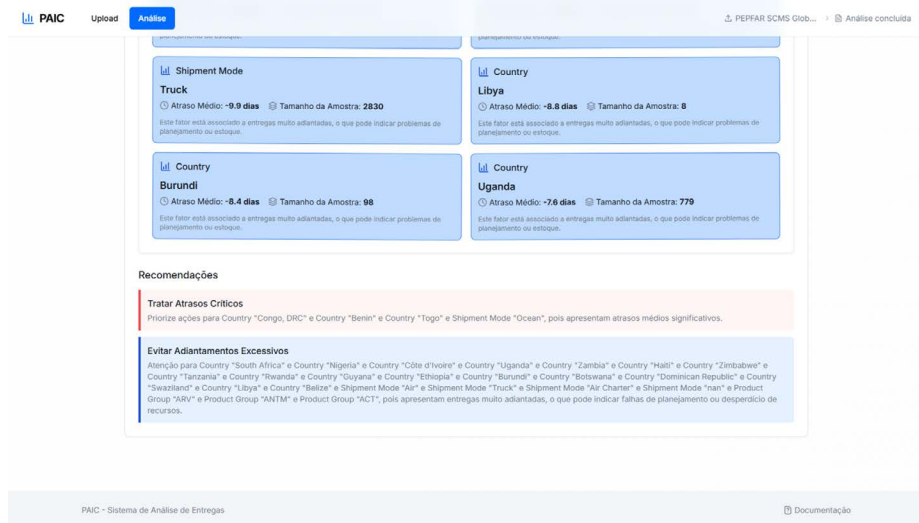 PAIC
Upload
Análise
PEPFAR SCMS Glob...
Análise concluída
planejamento ou estoque.
planejamento ou estoque.
Shipment Mode
Truck
Atraso Médio: -9.9 dias Tamanho da Amostra: 2830
Este fator está associado a entregas muito adiantadas, o que pode indicar problemas de
planejamento ou estoque.
Country
Libya
Atraso Médio: -8.8 dias Tamanho da Amostra: 8
Este fator está associado a entregas muito adiantadas, o que pode indicar problemas de
planejamento ou estoque.
Country
Burundi
Atraso Médio: -8.4 dias Tamanho da Amostra: 98
Este fator está associado a entregas muito adiantadas, o que pode indicar problemas de
planejamento ou estoque.
Country
Uganda
Atraso Médio: -7.6 dias Tamanho da Amostra: 779
Este fator está associado a entregas muito adiantadas, o que pode indicar problemas de
planejamento ou estoque.
Recomendações
Tratar Atrasos Críticos
Priorize ações para Country "Congo, DRC" e Country "Benin" e Country "Togo" e Shipment Mode "Ocean", pois apresentam atrasos médios significativos.
Evitar Adiantamentos Excessivos
Atenção para Country "South Africa" e Country "Nigeria" e Country "Côte d'Ivoire" e Country "Uganda" e Country "Zambia" e Country "Haiti" e Country "Zimbabwe" e
Country "Tanzania" e Country "Rwanda" e Country "Guyana" e Country "Ethiopia" e Country "Burundi" e Country "Botswana" e Country "Dominican Republic" e Country
"Swaziland" e Country "Libya" e Country "Belize" e Shipment Mode "Air" e Shipment Mode "Truck" e Shipment Mode "Air Charter" e Shipment Mode "nan" e Product
Group "ARV" e Product Group "ANTM" e Product Group "ACT", pois apresentam entregas muito adiantadas, o que pode indicar falhas de planejamento ou desperdício de
recursos.
PAIC - Sistema de Análise de Entregas
Documentação